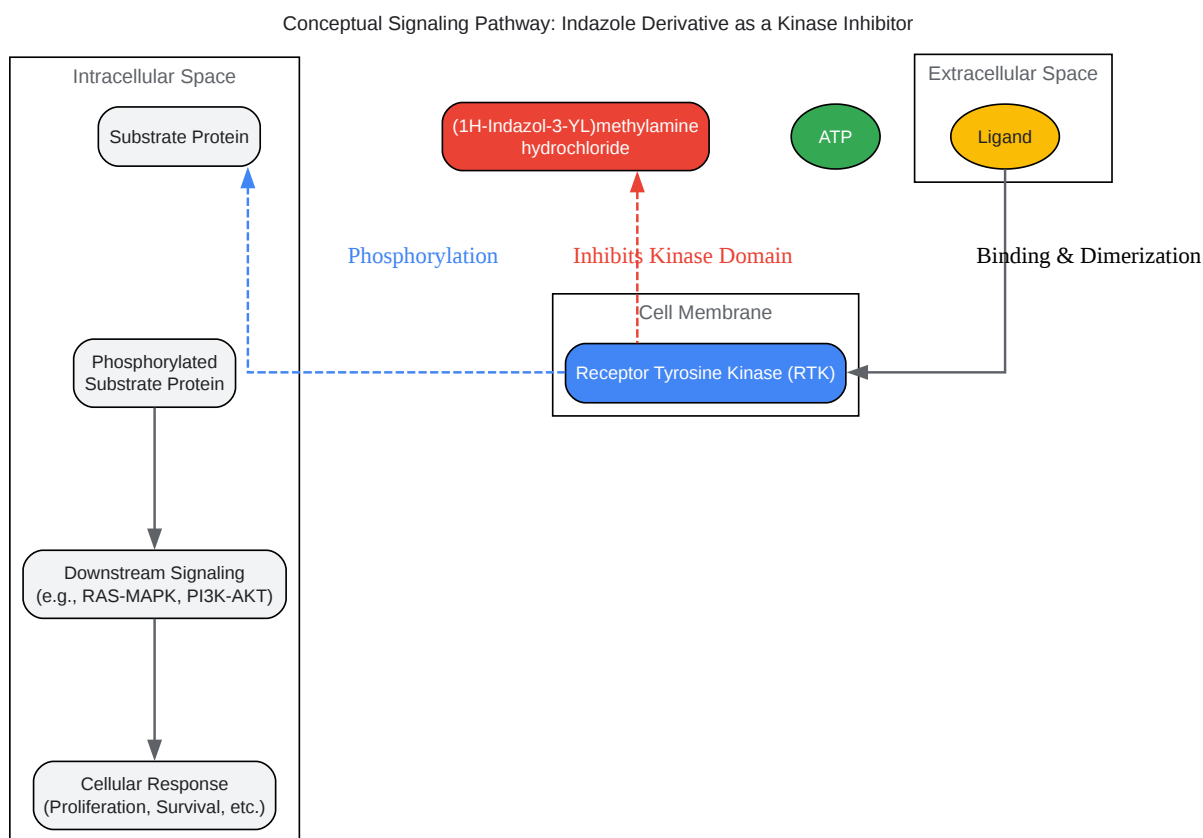 Conceptual Signaling Pathway: Indazole Derivative as a Kinase Inhibitor
Intracellular Space
Extracellular Space
Substrate Protein
(1H-Indazol-3-YL)methylamine
hydrochloride
ATP
Ligand
Phosphorylation
Inhibits Kinase Domain
Binding & Dimerization
Cell Membrane
Phosphorylated
Substrate Protein
Receptor Tyrosine Kinase (RTK)
Downstream Signaling
(e.g., RAS-MAPK, PI3K-AKT)
Cellular Response
(Proliferation, Survival, etc.)